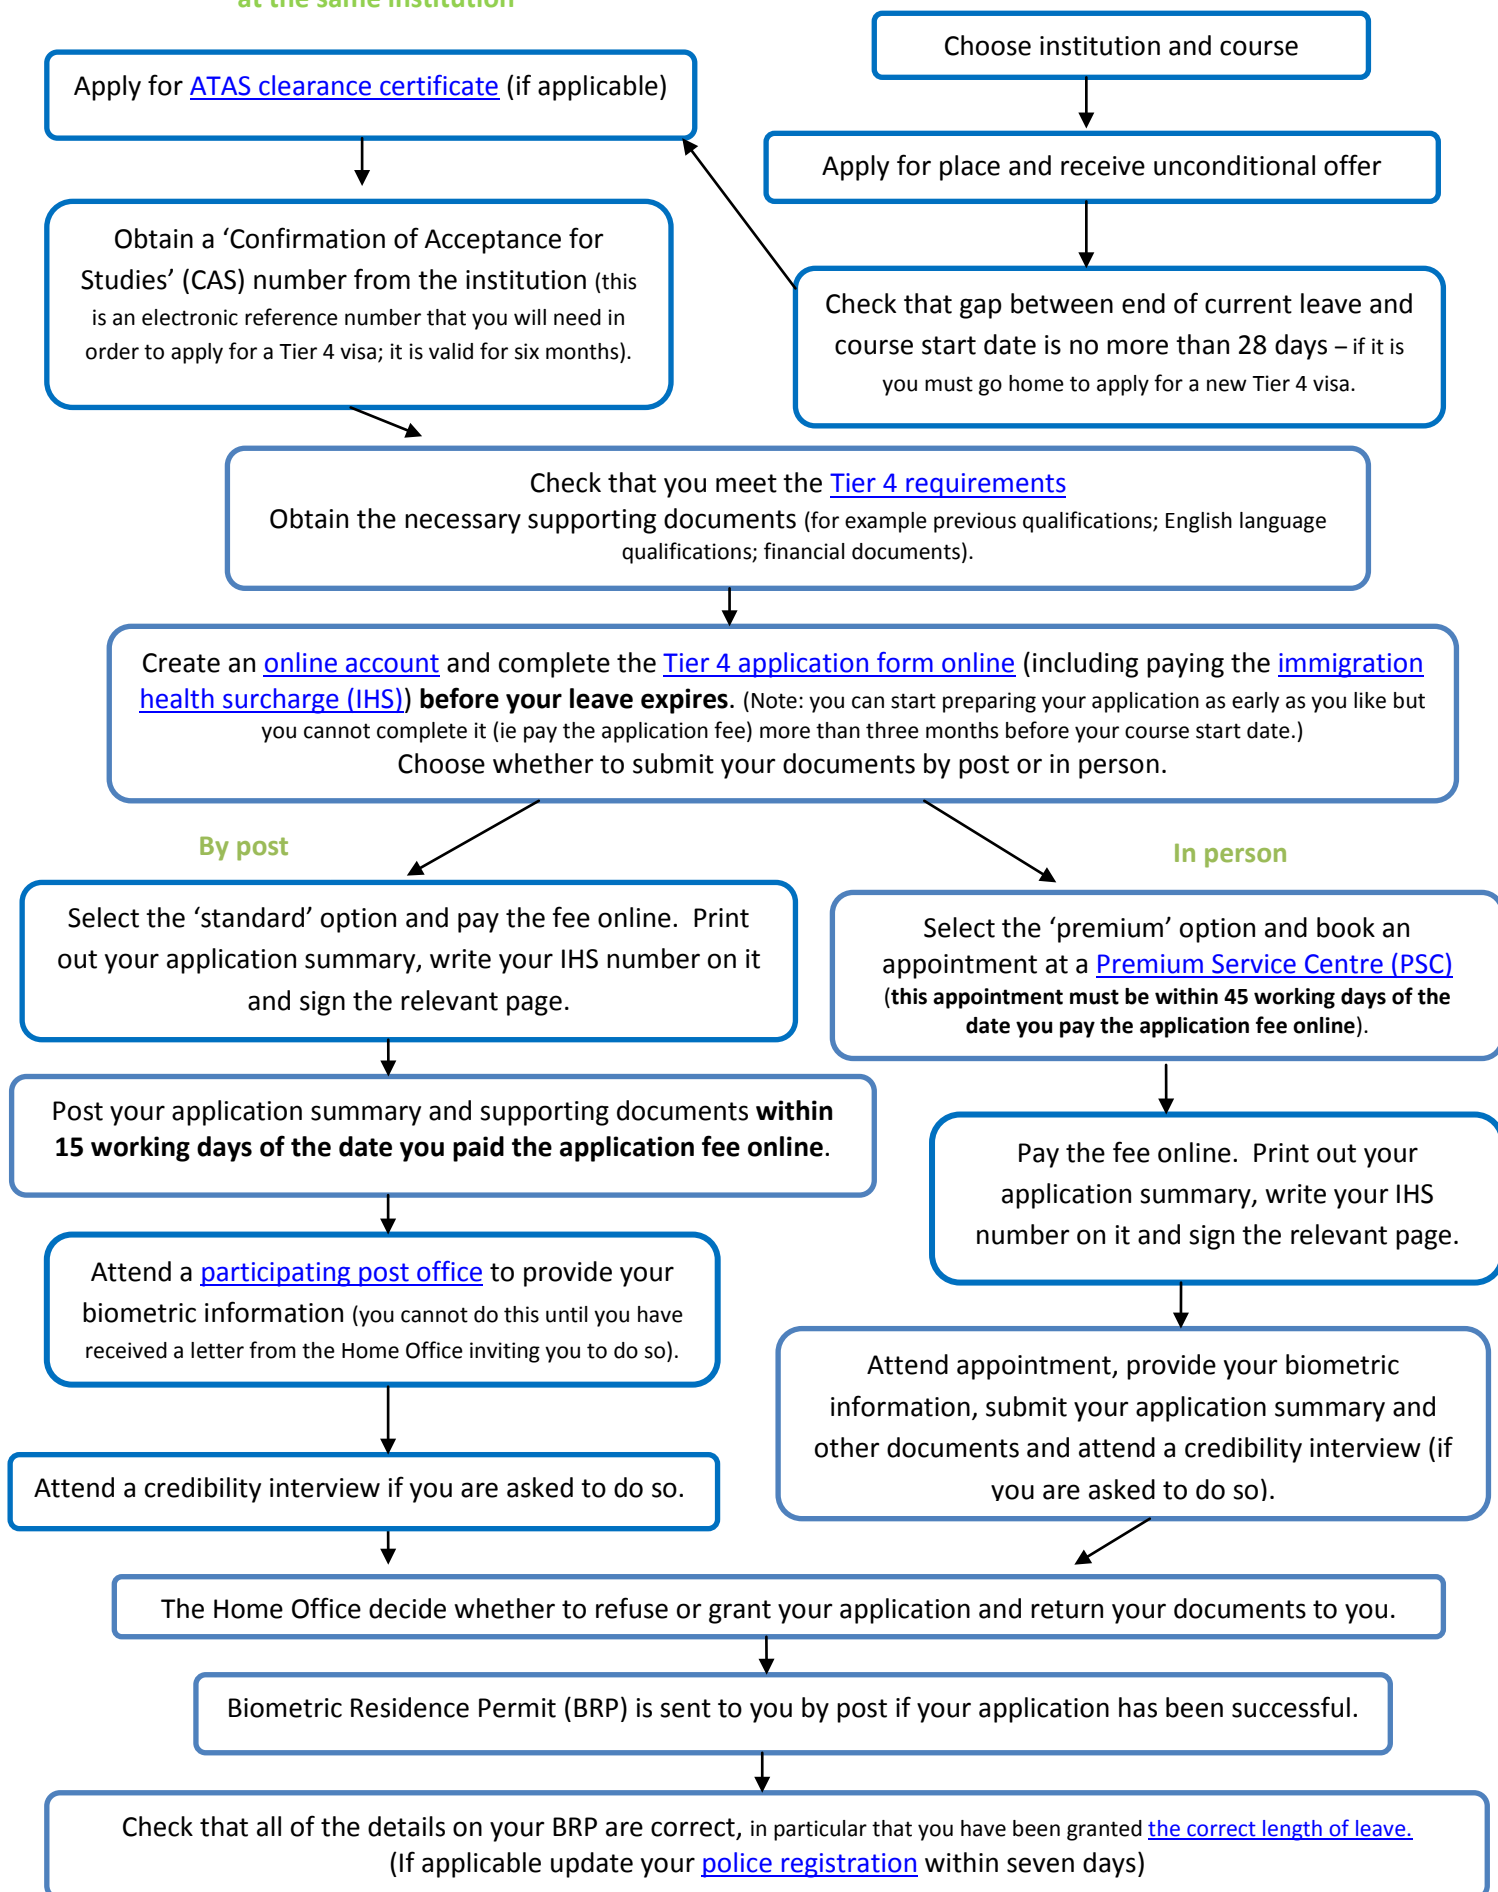 at the same institution
Choose institution and course
Apply for place and receive unconditional offer
Check that gap between end of current leave and
course start date is no more than 28 days – if it is
you must go home to apply for a new Tier 4 visa.
Apply for ATAS clearance certificate (if applicable)
Obtain a ‘Confirmation of Acceptance for
Studies’ (CAS) number from the institution (this
is an electronic reference number that you will need in
order to apply for a Tier 4 visa; it is valid for six months).
Check that you meet the Tier 4 requirements
Obtain the necessary supporting documents (for example previous qualifications; English language
qualifications; financial documents).
Create an online account and complete the Tier 4 application form online (including paying the immigration
health surcharge (IHS)) before your leave expires. (Note: you can start preparing your application as early as you like but
you cannot complete it (ie pay the application fee) more than three months before your course start date.)
Choose whether to submit your documents by post or in person.
By post
Select the ‘standard’ option and pay the fee online.  Print
out your application summary, write your IHS number on it
and sign the relevant page.
Post your application summary and supporting documents within
15 working days of the date you paid the application fee online.
Attend a participating post office to provide your
biometric information (you cannot do this until you have
received a letter from the Home Office inviting you to do so).
Attend a credibility interview if you are asked to do so.
In person
Select the ‘premium’ option and book an
appointment at a Premium Service Centre (PSC)
(this appointment must be within 45 working days of the
date you pay the application fee online).
Pay the fee online.  Print out your
application summary, write your IHS
number on it and sign the relevant page.
Attend appointment, provide your biometric
information, submit your application summary and
other documents and attend a credibility interview (if
you are asked to do so).
The Home Office decide whether to refuse or grant your application and return your documents to you.
Biometric Residence Permit (BRP) is sent to you by post if your application has been successful.
Check that all of the details on your BRP are correct, in particular that you have been granted the correct length of leave.
(If applicable update your police registration within seven days)